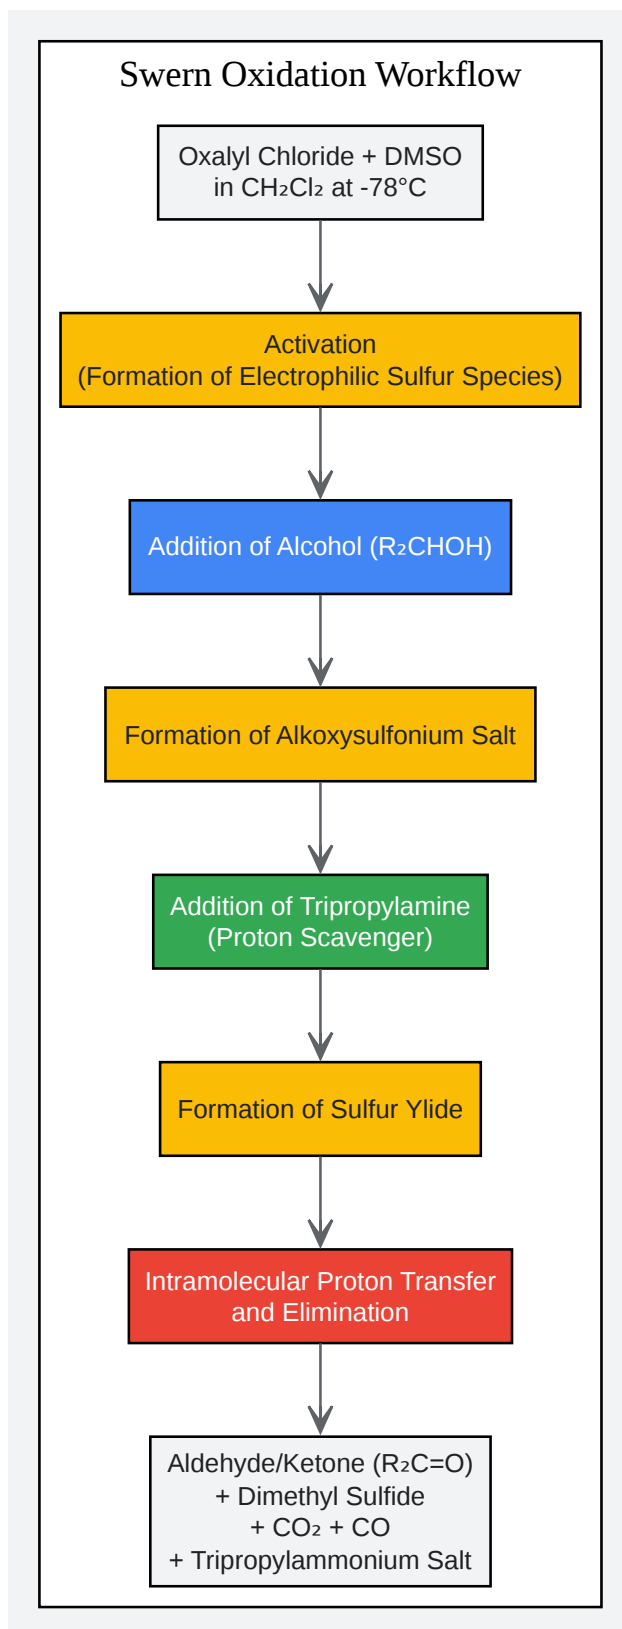 Swern Oxidation Workflow
Oxalyl Chloride + DMSO
in CH₂Cl₂ at -78°C
Activation
(Formation of Electrophilic Sulfur Species)
Addition of Alcohol (R₂CHOH)
Formation of Alkoxysulfonium Salt
Addition of Tripropylamine
(Proton Scavenger)
Formation of Sulfur Ylide
Intramolecular Proton Transfer
and Elimination
Aldehyde/Ketone (R₂C=O)
+ Dimethyl Sulfide
+ CO₂ + CO
+ Tripropylammonium Salt